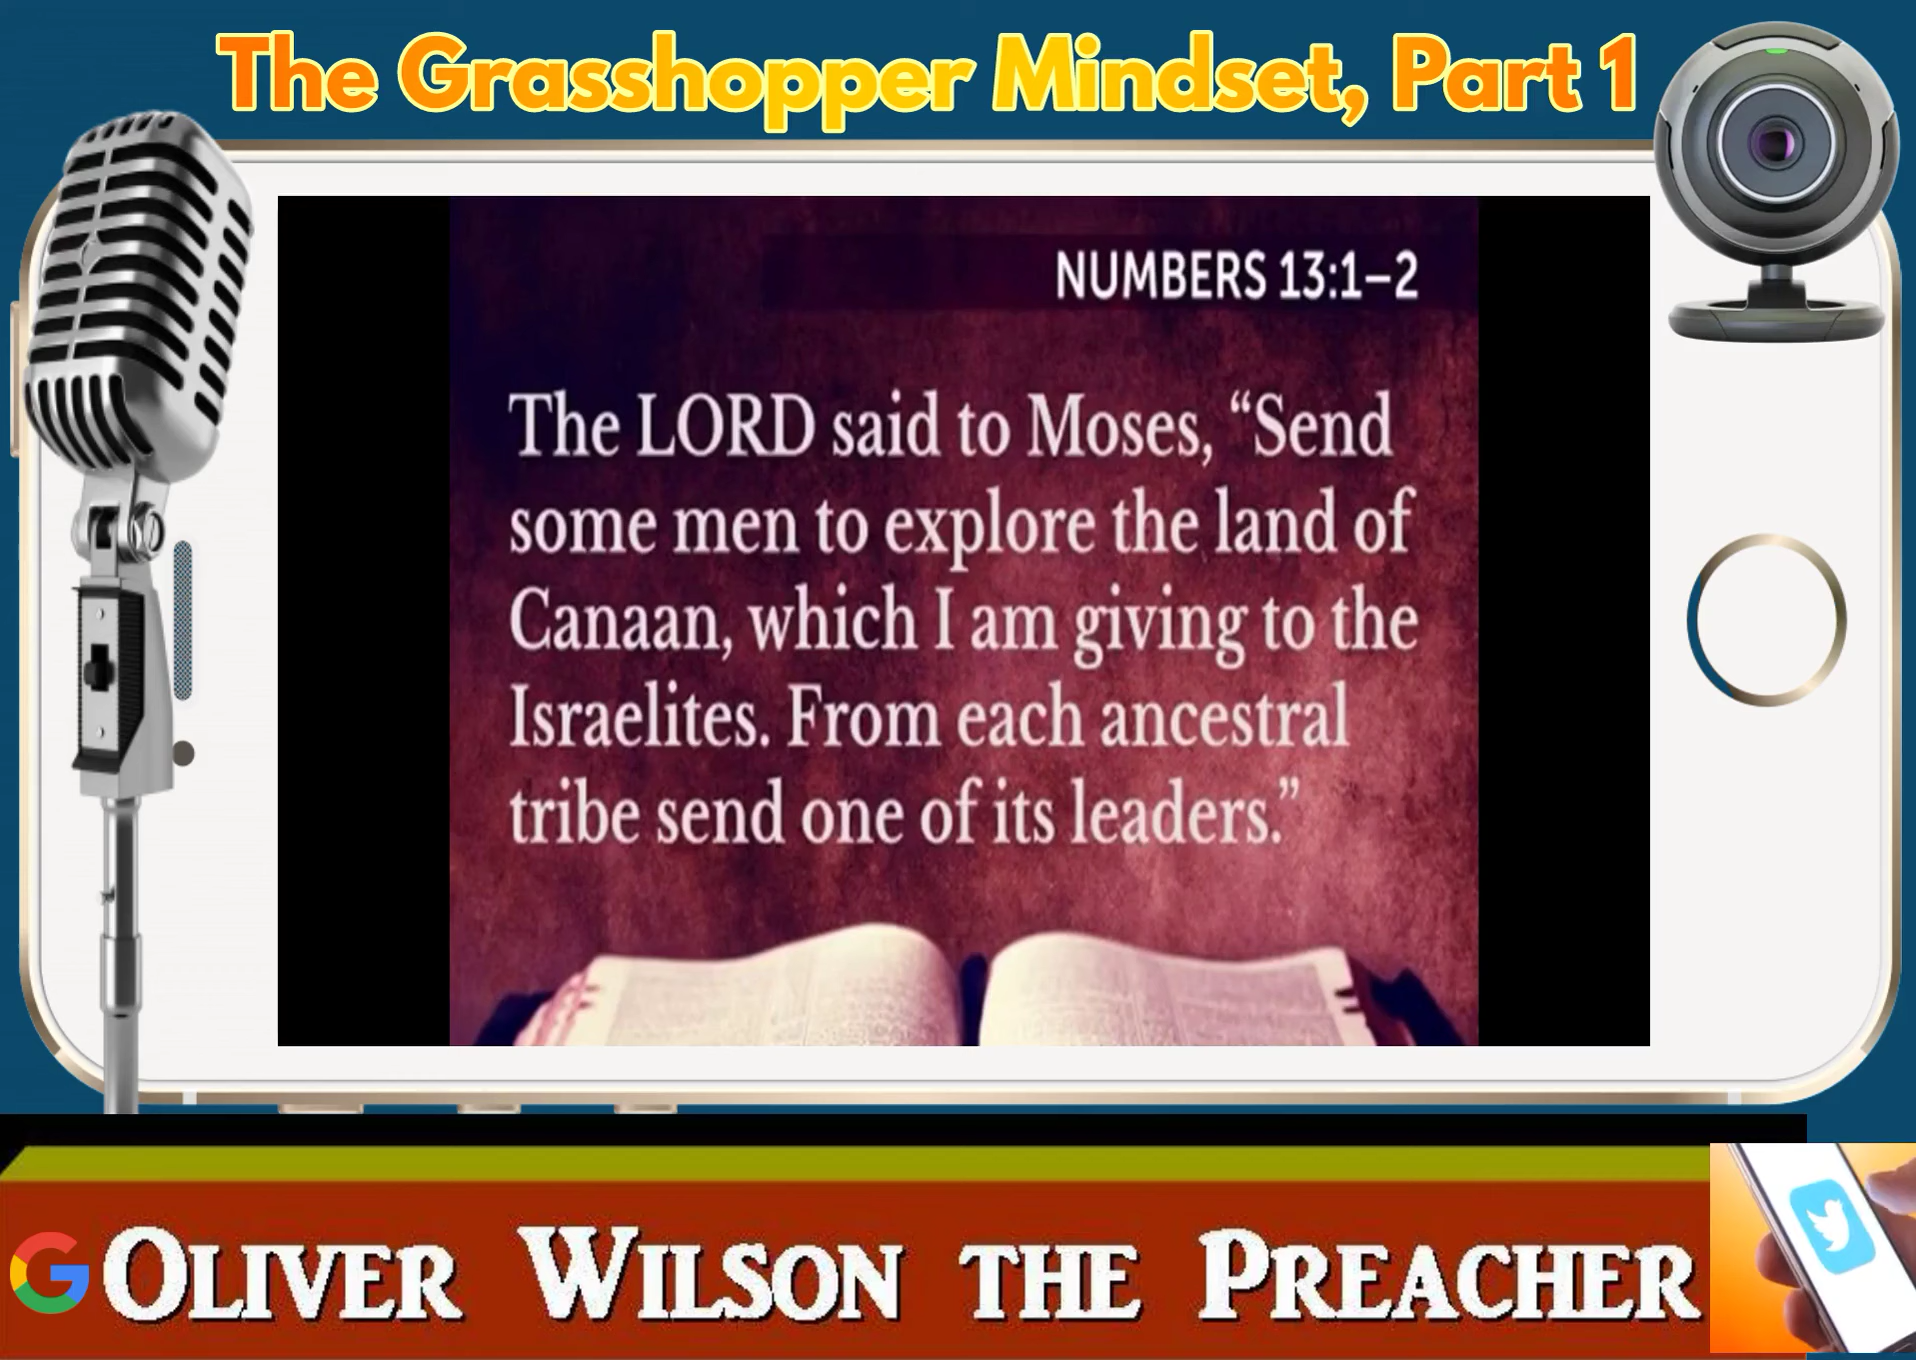 The Grasshopper Mindset, Part 1
NUMBERS 13:1–2
The LORD said to Moses, “Send
some men to explore the land of
Canaan, which I am giving to the
Israelites. From each ancestral
tribe send one of its leaders.”
OLIVER WILSON THE PREACHER